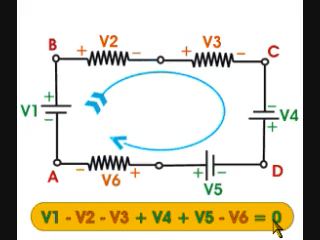 B
V2
V3
C
+ - + -
V1
+
-
-
V4
+
A
- +
V6
+ -
V5
D
V1 - V2 - V3 + V4 + V5 - V6 = 0